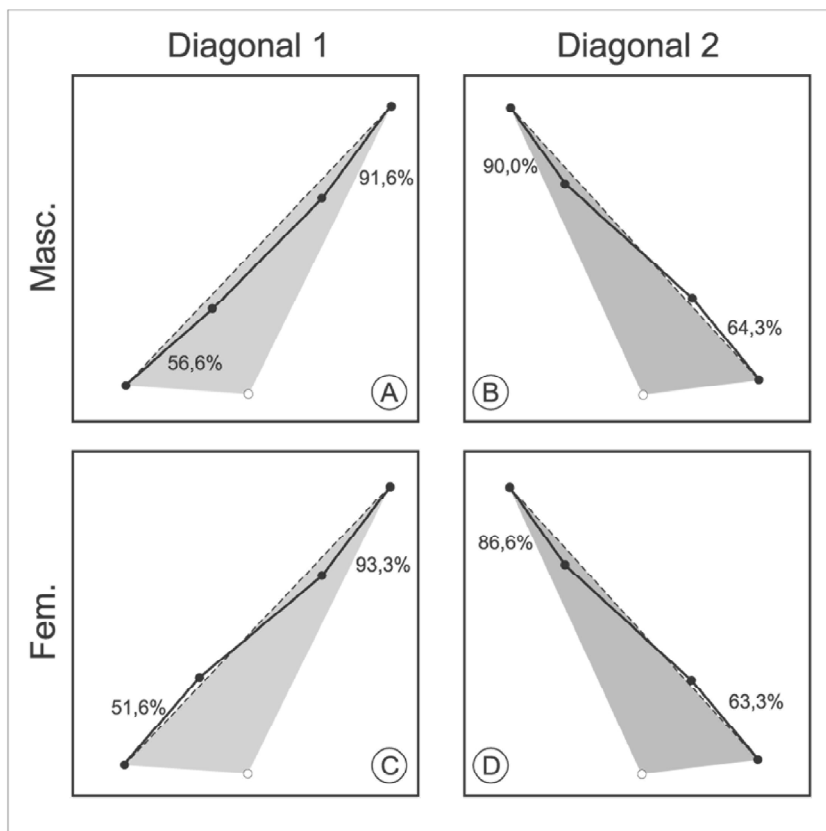 Diagonal 1
Diagonal 2
Masc.
91,6%
56,6%
A
90,0%
64,3%
B
Fem.
93,3%
51,6%
C
86,6%
63,3%
D